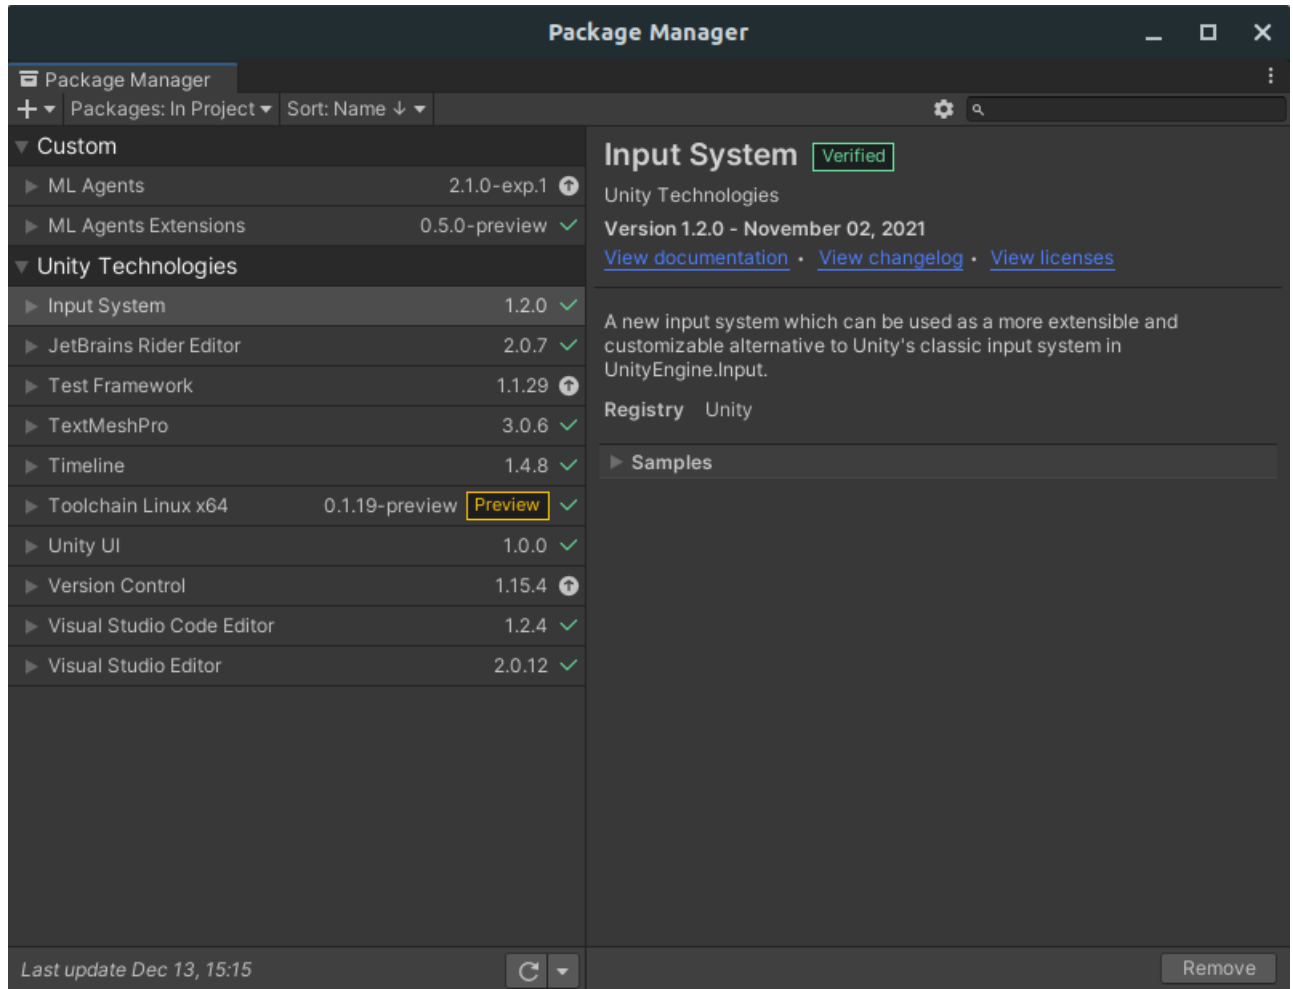 Package Manager
Package Manager
Packages: In Project Sort: Name ↓
Custom
ML Agents 2.1.0-exp.1
ML Agents Extensions 0.5.0-preview
Unity Technologies
Input System 1.2.0
JetBrains Rider Editor 2.0.7
Test Framework 1.1.29
TextMeshPro 3.0.6
Timeline 1.4.8
Toolchain Linux x64 0.1.19-preview Preview
Unity UI 1.0.0
Version Control 1.15.4
Visual Studio Code Editor 1.2.4
Visual Studio Editor 2.0.12
Last update Dec 13, 15:15
Input System Verified
Unity Technologies
Version 1.2.0 - November 02, 2021
View documentation • View changelog • View licenses
A new input system which can be used as a more extensible and
customizable alternative to Unity's classic input system in
UnityEngine.Input.
Registry Unity
Samples
Remove